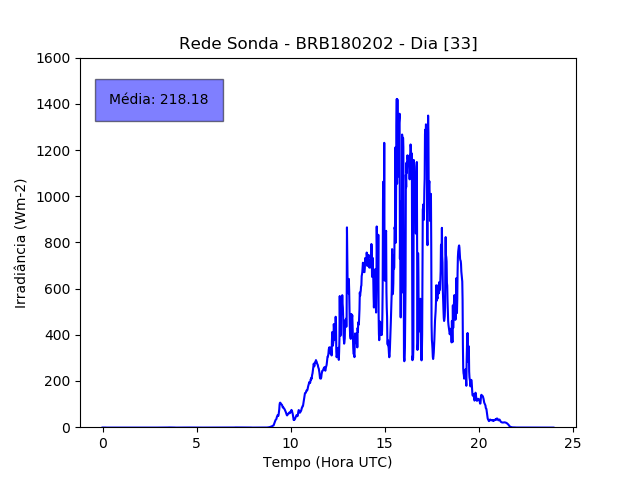 Rede Sonda - BRB180202 - Dia [33]
Média: 218.18
Irradiância (Wm-2)
1600
1400
1200
1000
800
600
400
200
0
0 5 10 15 20 25
Tempo (Hora UTC)